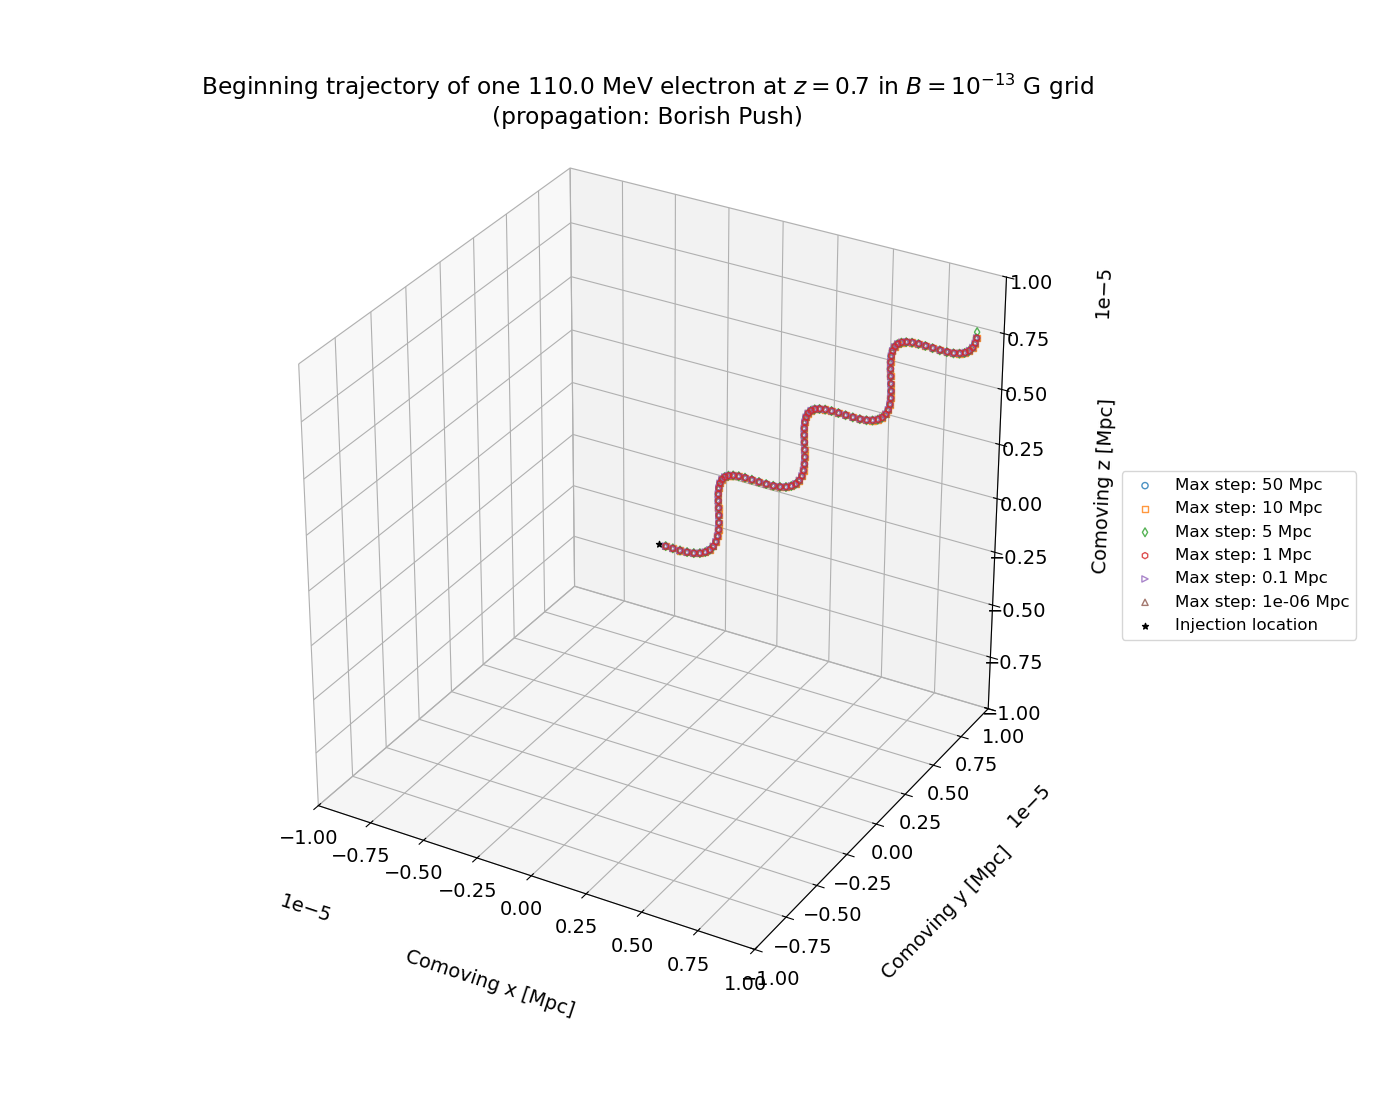 Beginning trajectory of one 110.0 MeV electron at z = 0.7 in B = 10⁻¹³ G grid
(propagation: Borish Push)
1e−5
1.00
0.75
0.50
0.25
0.00
−0.25
−0.50
−0.75
−1.00
Comoving z [Mpc]
Max step: 50 Mpc
Max step: 10 Mpc
Max step: 5 Mpc
Max step: 1 Mpc
Max step: 0.1 Mpc
Max step: 1e-06 Mpc
Injection location
1.00
0.75
0.50
0.25
0.00
−0.25
−0.50
−0.75
−1.00
1e−5
Comoving y [Mpc]
−1.00
−0.75
−0.50
−0.25
0.00
0.25
0.50
0.75
1.00
1e−5
Comoving x [Mpc]